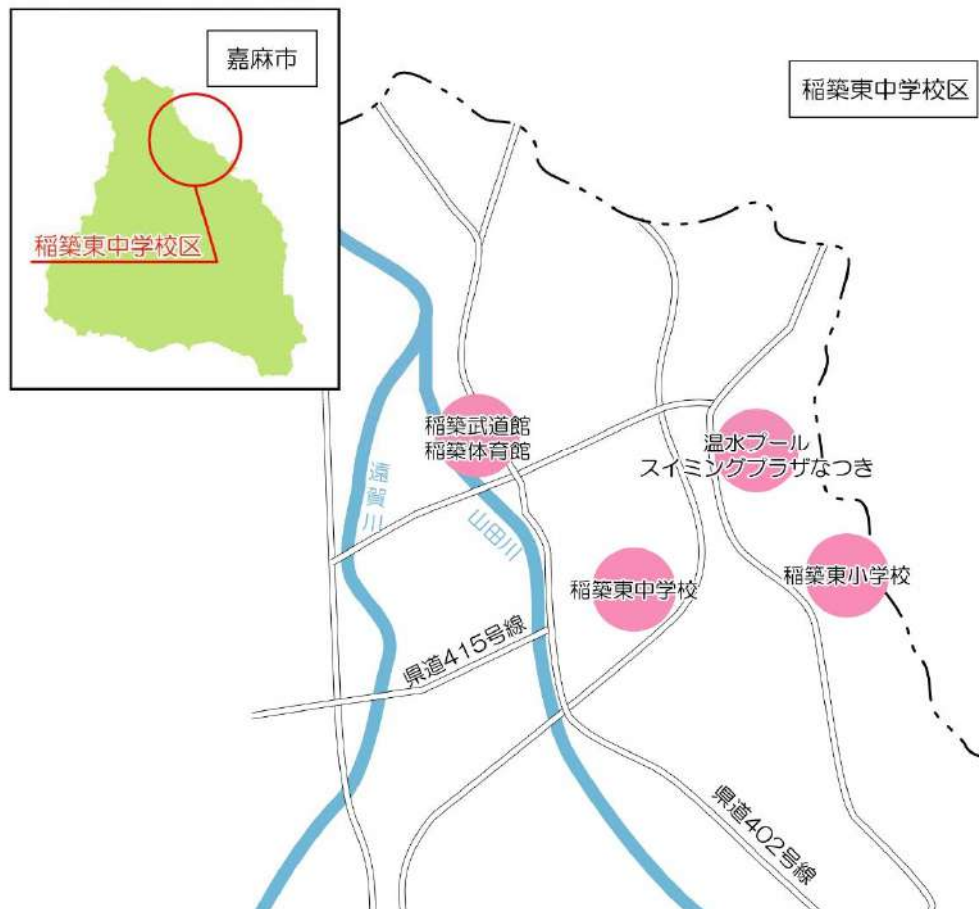 嘉麻市
稲築東中学校区
稲築東中学校区
稲築武道館
稲築体育館
温水プール
スイミングプラザなつき
遠賀川
山田川
稲築東中学校
稲築東小学校
県道415号線
県道402号線